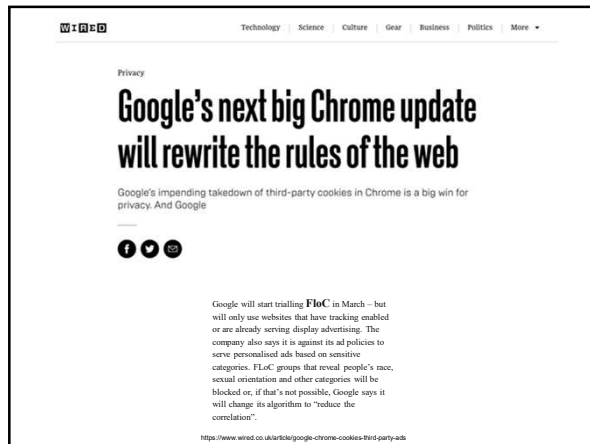 WIRED
Technology Science Culture Gear Business Politics More
Privacy
Google's next big Chrome update
will rewrite the rules of the web
Google's impending takedown of third-party cookies in Chrome is a big win for
privacy. And Google
Google will start trialling FloC in March – but
will only use websites that have tracking enabled
or are already serving display advertising. The
company also says it is against its ad policies to
serve personalised ads based on sensitive
categories. FLoC groups that reveal people's race,
sexual orientation and other categories will be
blocked or, if that's not possible, Google says it
will change its algorithm to “reduce the
correlation”.
https://www.wired.co.uk/article/google-chrome-cookies-third-party-ads